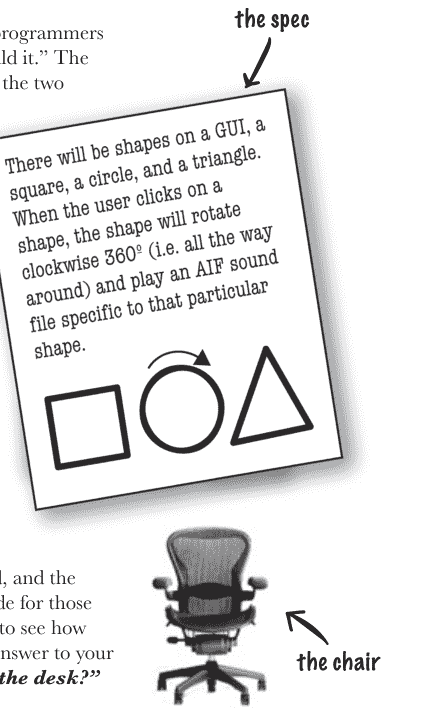 the spec
programmers
ld it.” The
the two
There will be shapes on a GUI, a
square, a circle, and a triangle.
When the user clicks on a
shape, the shape will rotate
clockwise 360º (i.e. all the way
around) and play an AIF sound
file specific to that particular
shape.
l, and the
de for those
to see how
answer to your
the desk?”
the chair